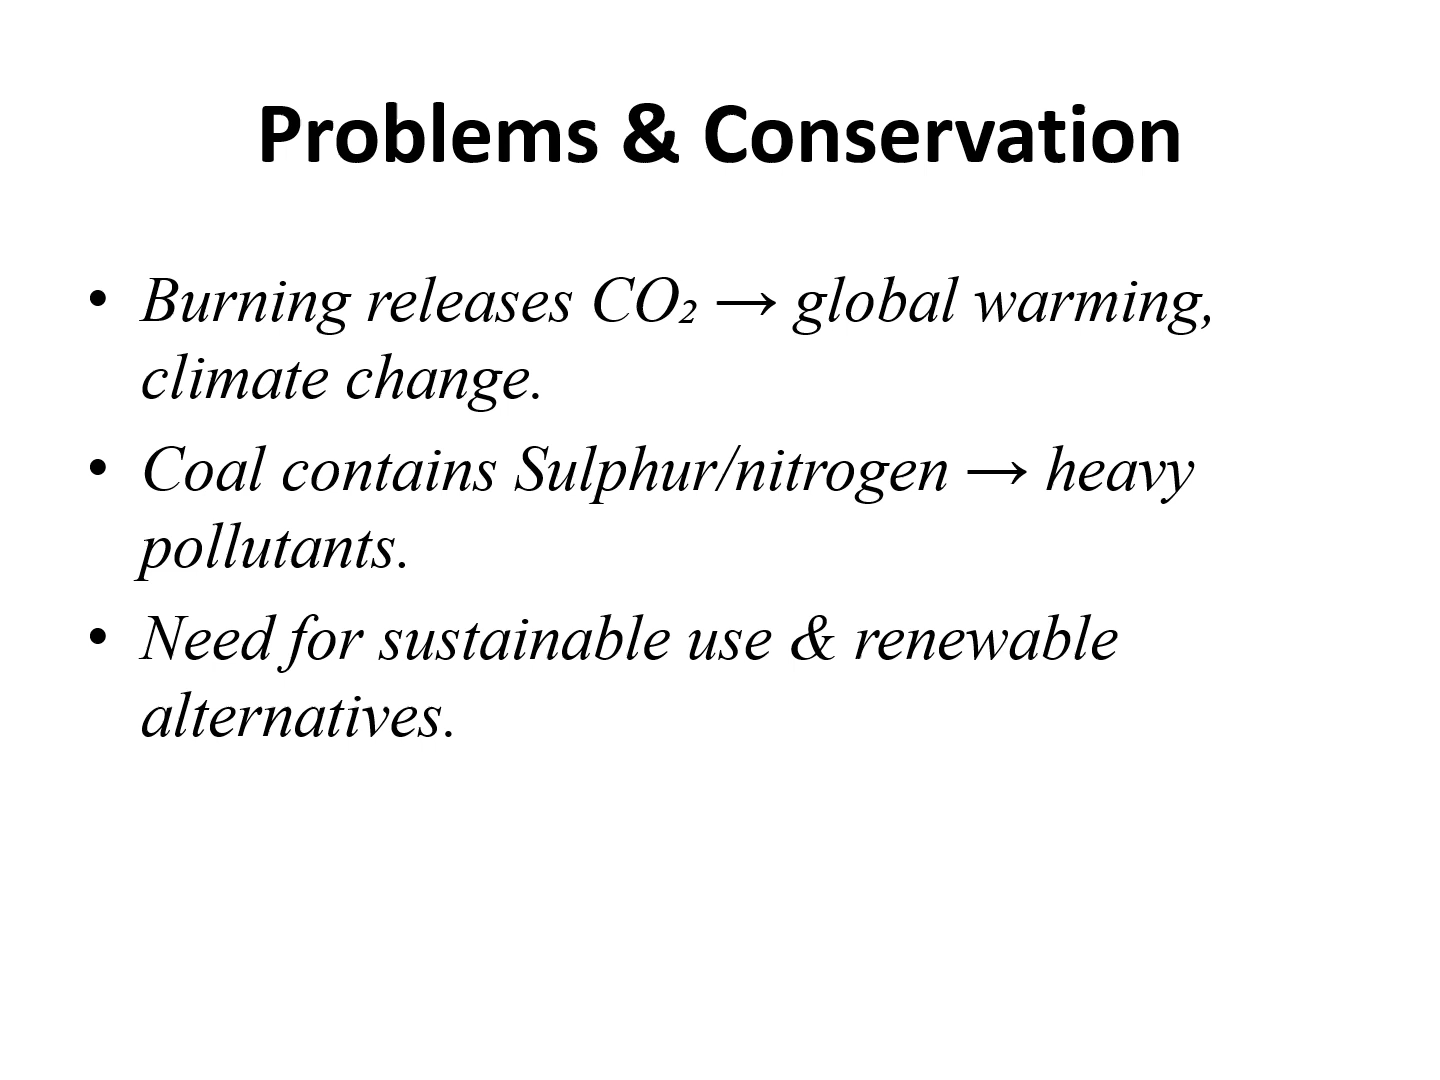 Problems & Conservation
• Burning releases CO₂ → global warming,
climate change.
• Coal contains Sulphur/nitrogen → heavy
pollutants.
• Need for sustainable use & renewable
alternatives.